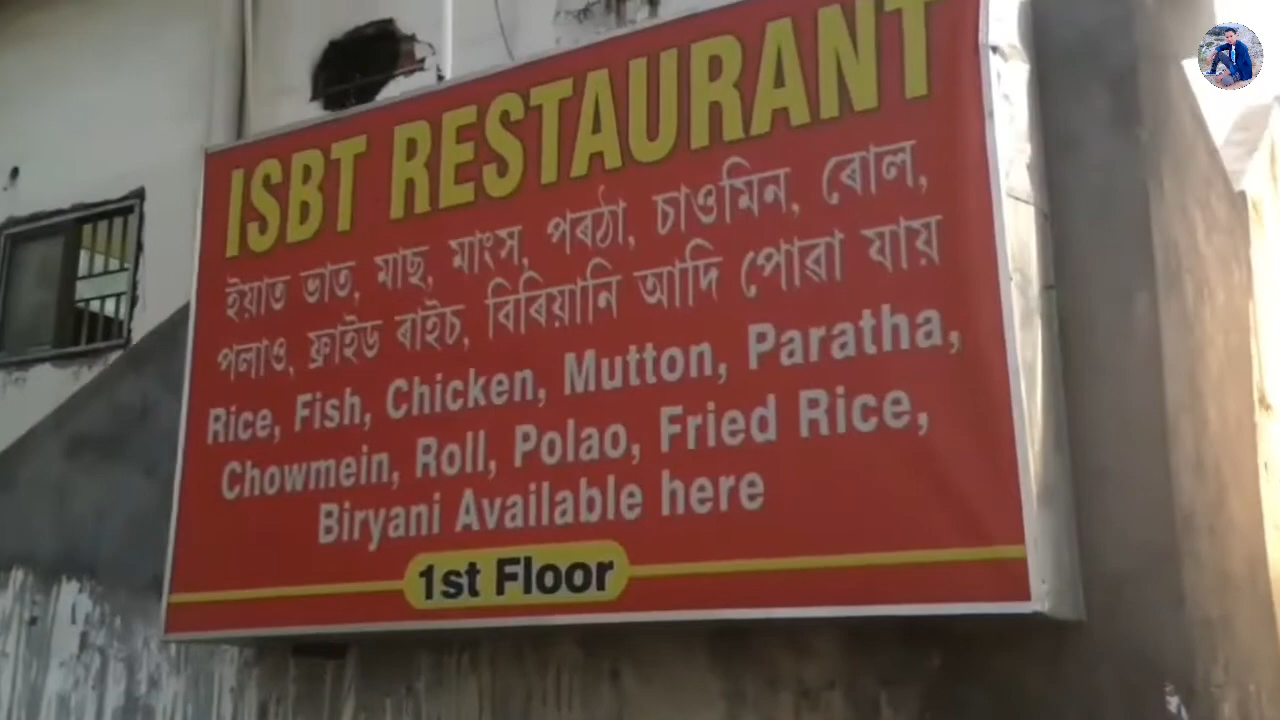 ISBT RESTAURANT
ইয়াত ভাত, মাছ, মাংস, পৰঠা, চাওমিন, ৰোল,
পলাও, ফ্ৰাইড ৰাইচ, বিৰিয়ানি আদি পোৱা যায়
Rice, Fish, Chicken, Mutton, Paratha,
Chowmein, Roll, Polao, Fried Rice,
Biryani Available here
1st Floor